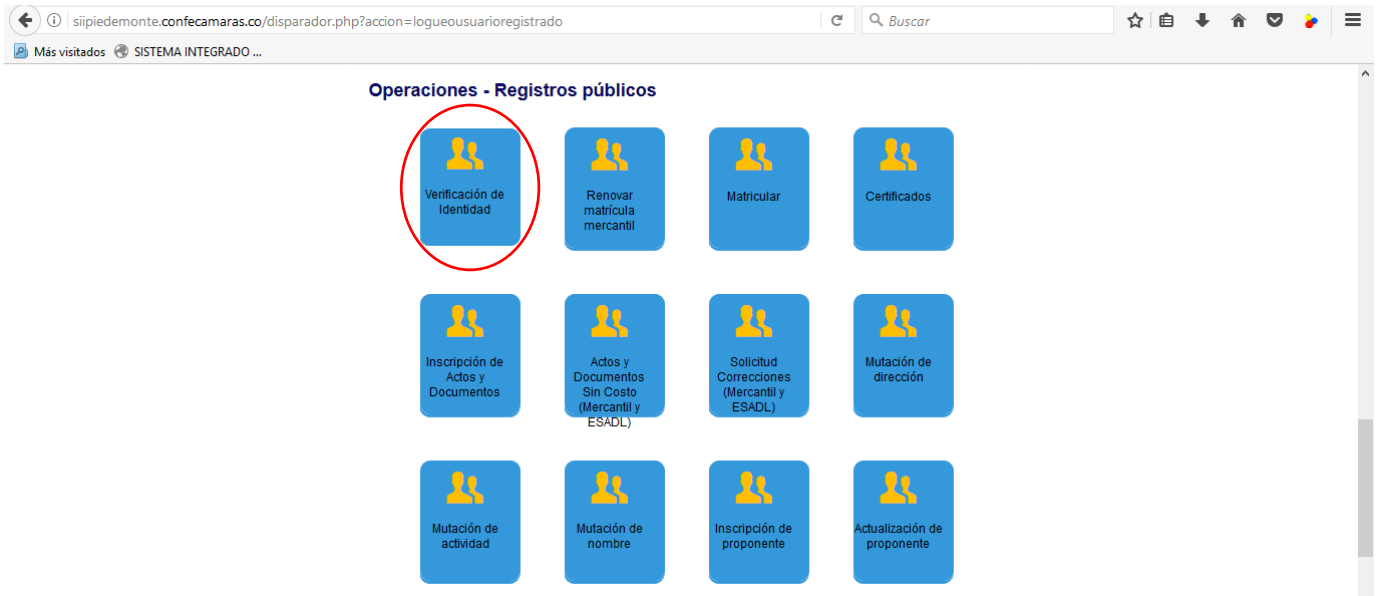 siipiedemonte.confecamaras.co/disparador.php?accion=logueousuarioregistrado
Buscar
Más visitados
SISTEMA INTEGRADO ...
Operaciones - Registros públicos
Verificación de
Identidad
Renovar
matrícula
mercantil
Matricular
Certificados
Inscripción de
Actos y
Documentos
Actos y
Documentos
Sin Costo
(Mercantil y
ESADL)
Solicitud
Correcciones
(Mercantil y
ESADL)
Mutación de
dirección
Mutación de
actividad
Mutación de
nombre
Inscripción de
proponente
Actualización de
proponente